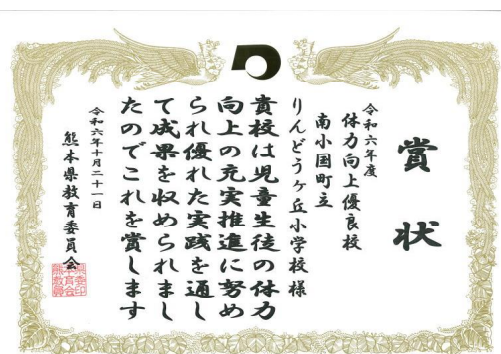 賞状
令和六年度
体力向上優良校
南小国町立
りんどうヶ丘小学校様
貴校は児童生徒の体力
向上の充実推進に努め
られ優れた実践を通し
て成果を収められまし
たのでこれを賞します
令和六年十月二十一日
熊本県教育委員会